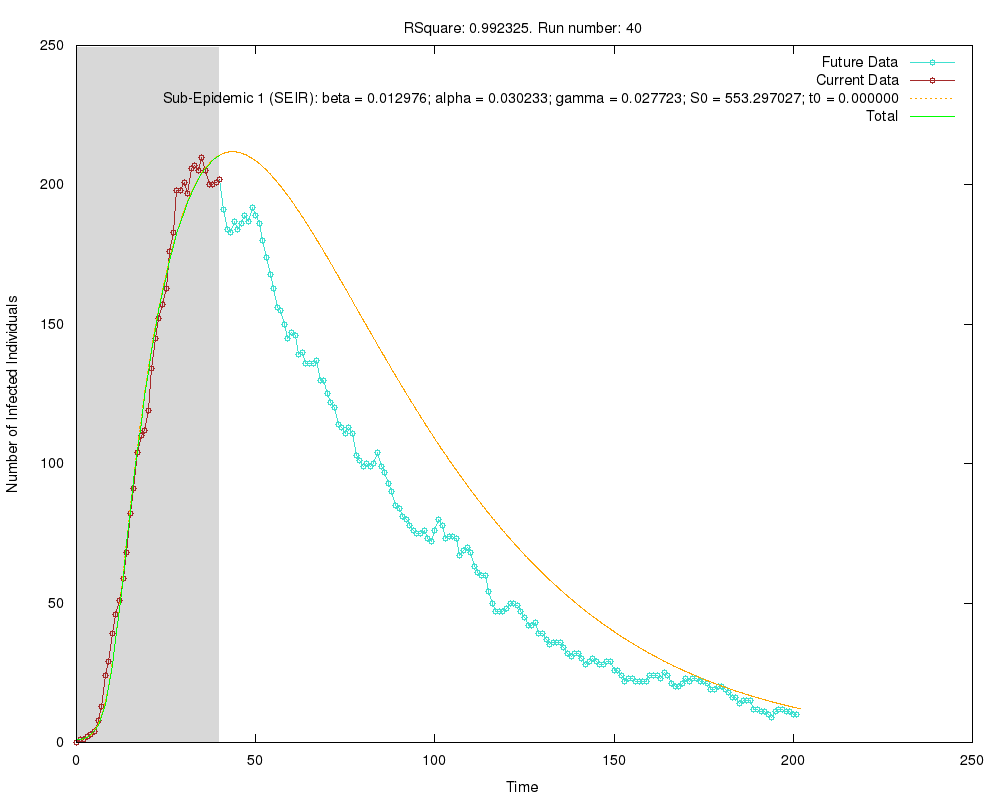 RSquare: 0.992325. Run number: 40
250
200
150
100
50
0
Number of Infected Individuals
Future Data
Current Data
Sub-Epidemic 1 (SEIR): beta = 0.012976; alpha = 0.030233; gamma = 0.027723; S0 = 553.297027; t0 = 0.000000
Total
0 50 100 150 200 250
Time